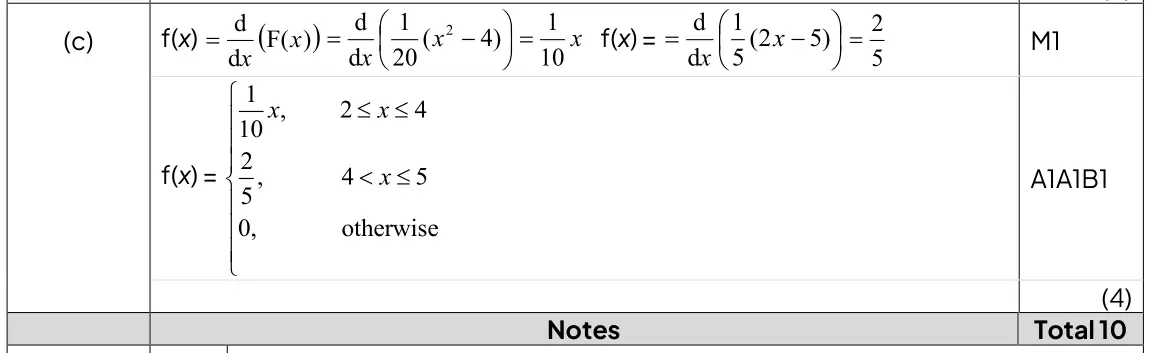 (c) f(x) = d/dx (F(x)) = d/dx (1/20 (x² − 4)) = 1/10 x f(x) = = d/dx (1/5 (2x − 5)) = 2/5 M1
f(x) = { 1/10 x, 2 ≤ x ≤ 4
2/5, 4 < x ≤ 5 A1A1B1
0, otherwise
(4)
Notes Total 10